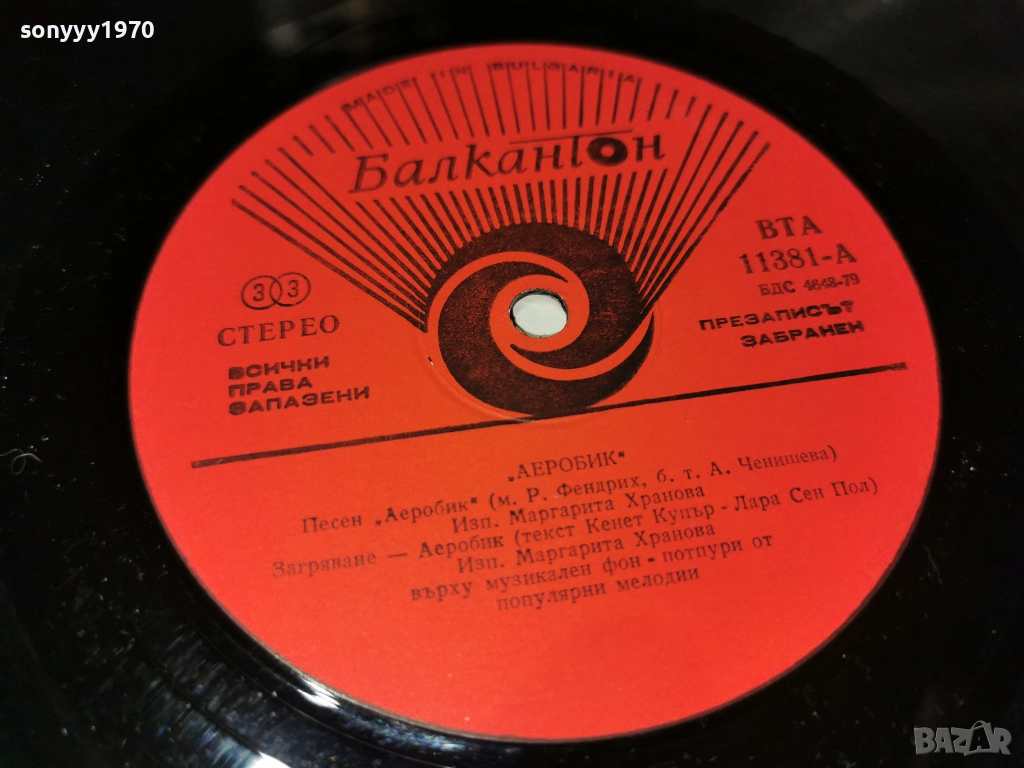 sonyyy1970
MADE IN BULGARIA
Балкантон
ВТА
11381-А
БДС 4648-79
ПРЕЗАПИСЪТ
ЗАБРАНЕН
33
СТЕРЕО
ВСИЧКИ
ПРАВА
ЗАПАЗЕНИ
„АЕРОБИК“
Песен „Аеробик“ (м. Р. Фендрих, б. т. А. Ченишева)
Изп. Маргарита Хранова
Загряване — Аеробик (текст Кенет Купър - Лара Сен Пол)
Изп. Маргарита Хранова
върху музикален фон - потпури от
популярни мелодии
BAZAR